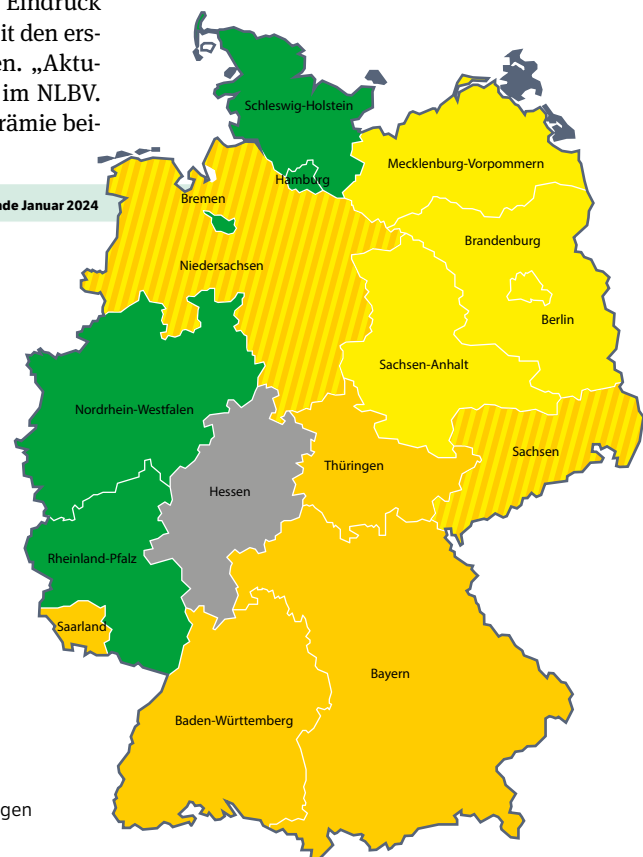 Eindruck
it den ers-
en. „Aktu-
im NLBV.
rämie bei-
nde Januar 2024
Schleswig-Holstein
Mecklenburg-Vorpommern
Hamburg
Bremen
Brandenburg
Niedersachsen
Berlin
Sachsen-Anhalt
Nordrhein-Westfalen
Sachsen
Thüringen
Hessen
Rheinland-Pfalz
Saarland
Bayern
Baden-Württemberg
gen